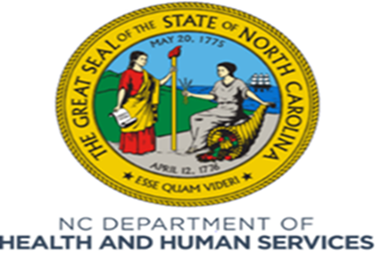 THE GREAT SEAL OF THE STATE OF NORTH CAROLINA
MAY 20, 1775
APRIL 12, 1776
★ ESSE QUAM VIDERI ★
NC DEPARTMENT OF
HEALTH AND HUMAN SERVICES